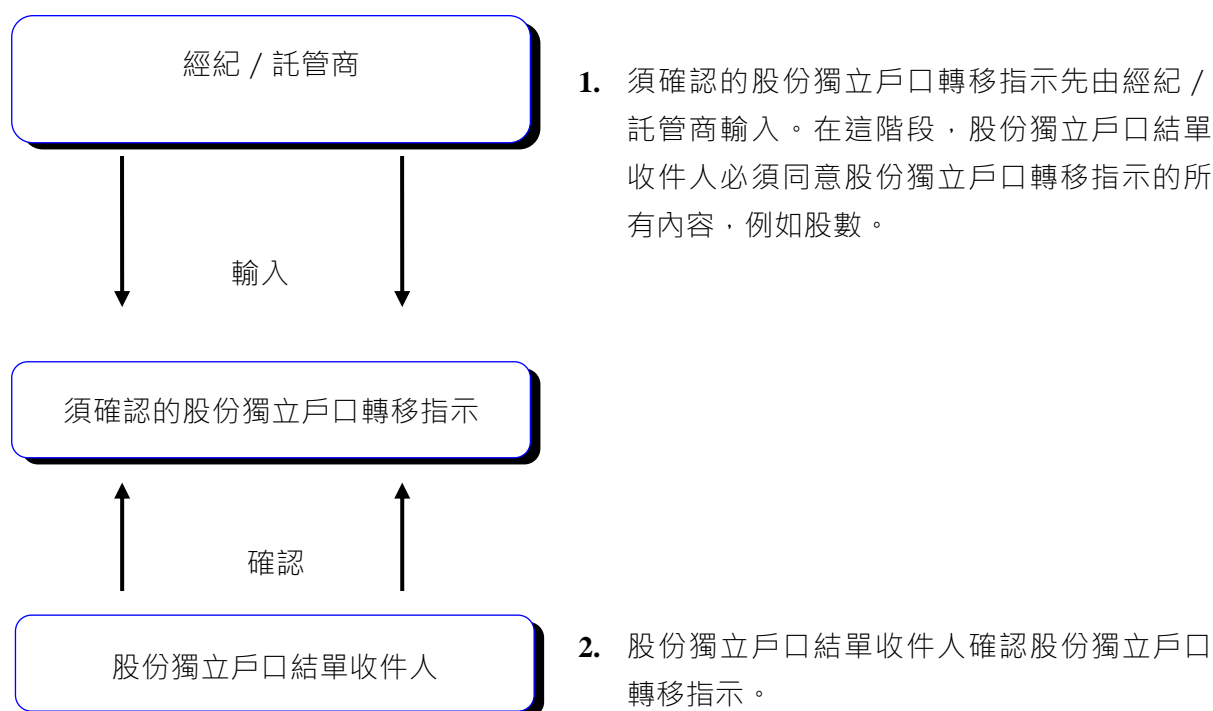 經紀 / 託管商
1. 須確認的股份獨立戶口轉移指示先由經紀 /
託管商輸入。在這階段，股份獨立戶口結單
收件人必須同意股份獨立戶口轉移指示的所
有內容，例如股數。
輸入
須確認的股份獨立戶口轉移指示
確認
股份獨立戶口結單收件人
2. 股份獨立戶口結單收件人確認股份獨立戶口
轉移指示。